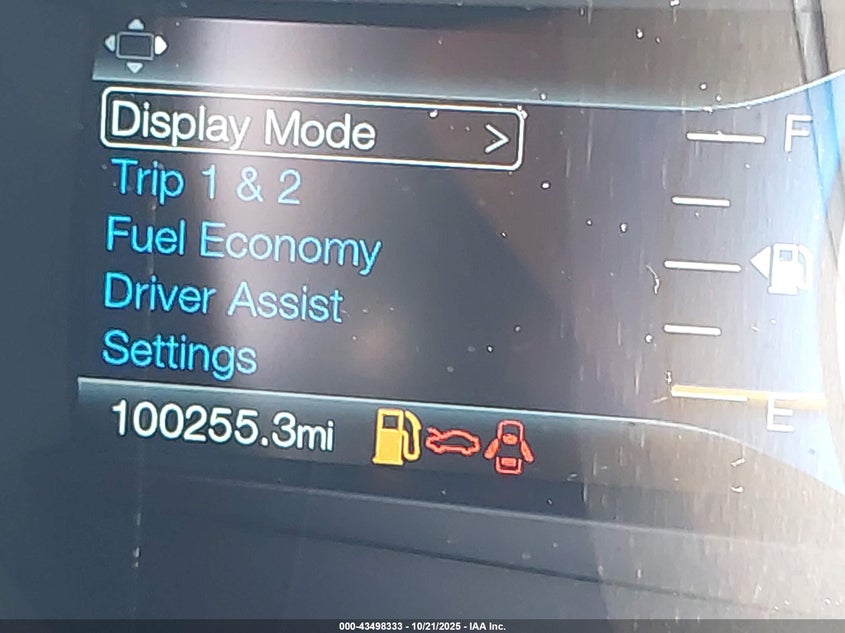 Display Mode >
Trip 1 & 2
Fuel Economy
Driver Assist
Settings
100255.3mi
F
E
000-43498333 - 10/21/2025 - IAA Inc.